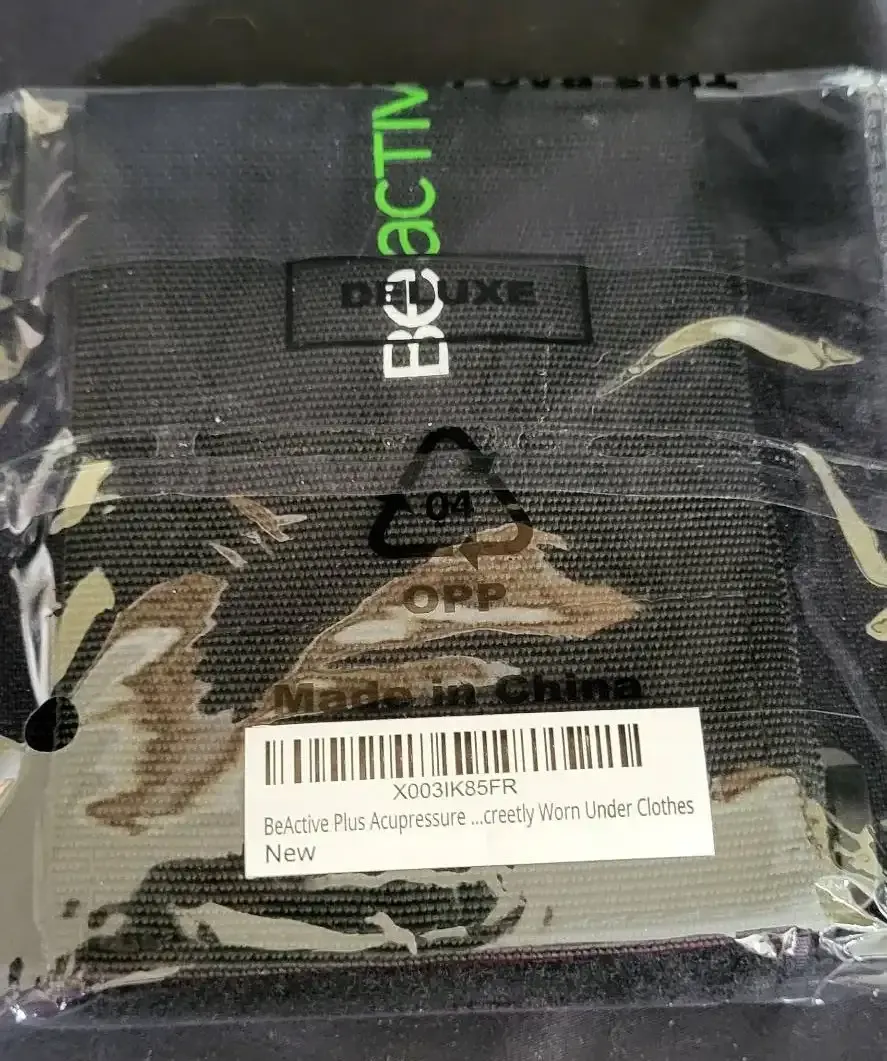 BeACTIV
DELUXE
04
OPP
Made in China
X003IK85FR
BeActive Plus Acupressure ...creetly Worn Under Clothes
New